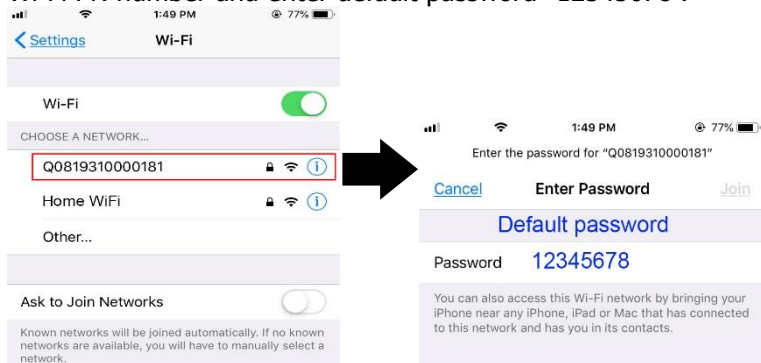 1:49 PM 77%
Settings Wi-Fi
Wi-Fi
CHOOSE A NETWORK...
Q0819310000181
Home WiFi
Other...
Ask to Join Networks
Known networks will be joined automatically. If no known
networks are available, you will have to manually select a
network.
1:49 PM 77%
Enter the password for "Q0819310000181"
Cancel Enter Password Join
Default password
Password 12345678
You can also access this Wi-Fi network by bringing your
iPhone near any iPhone, iPad or Mac that has connected
to this network and has you in its contacts.